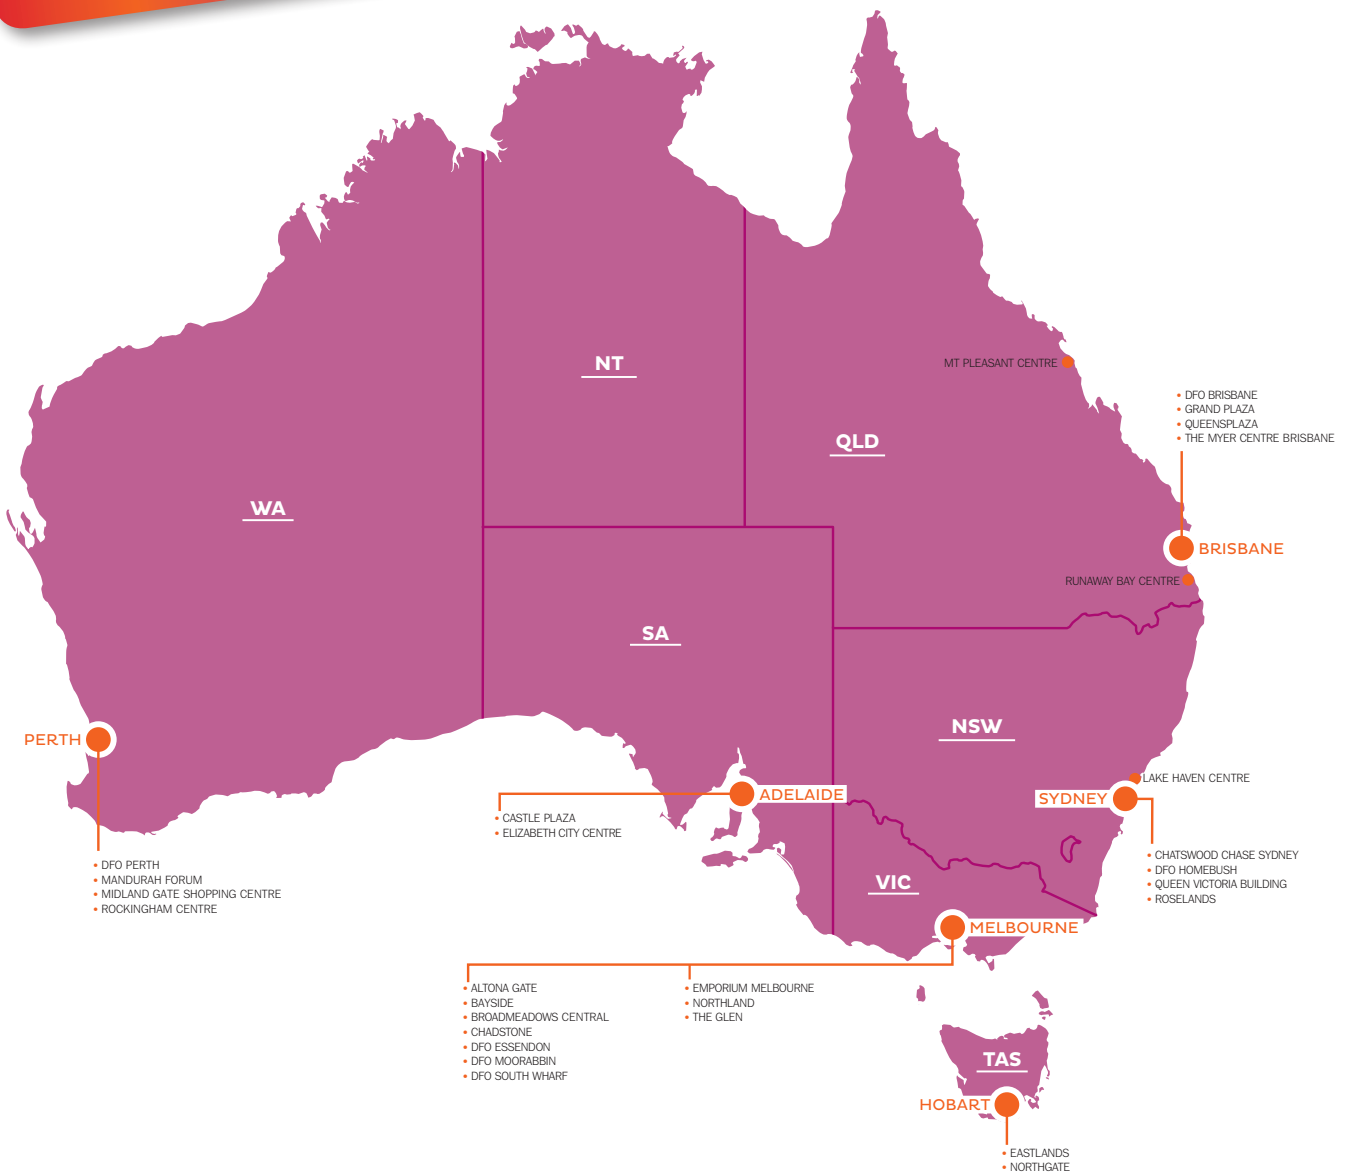 NT
MT PLEASANT CENTRE
• DFO BRISBANE
• GRAND PLAZA
• QUEENSPLAZA
• THE MYER CENTRE BRISBANE
QLD
WA
BRISBANE
RUNAWAY BAY CENTRE
SA
NSW
PERTH
LAKE HAVEN CENTRE
ADELAIDE
SYDNEY
• CASTLE PLAZA
• ELIZABETH CITY CENTRE
• CHATSWOOD CHASE SYDNEY
• DFO HOMEBUSH
• QUEEN VICTORIA BUILDING
• ROSELANDS
• DFO PERTH
• MANDURAH FORUM
• MIDLAND GATE SHOPPING CENTRE
• ROCKINGHAM CENTRE
VIC
MELBOURNE
• ALTONA GATE
• BAYSIDE
• BROADMEADOWS CENTRAL
• CHADSTONE
• DFO ESSENDON
• DFO MOORABBIN
• DFO SOUTH WHARF
• EMPORIUM MELBOURNE
• NORTHLAND
• THE GLEN
TAS
HOBART
• EASTLANDS
• NORTHGATE